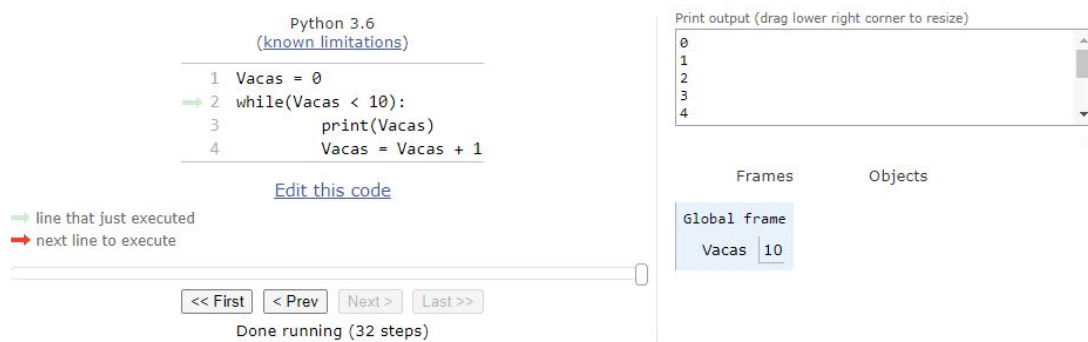 Python 3.6
(known limitations)
1 Vacas = 0
2 while(Vacas < 10):
3 print(Vacas)
4 Vacas = Vacas + 1
Edit this code
line that just executed
next line to execute
<< First < Prev Next > Last >>
Done running (32 steps)
Print output (drag lower right corner to resize)
0
1
2
3
4
Frames Objects
Global frame
Vacas 10